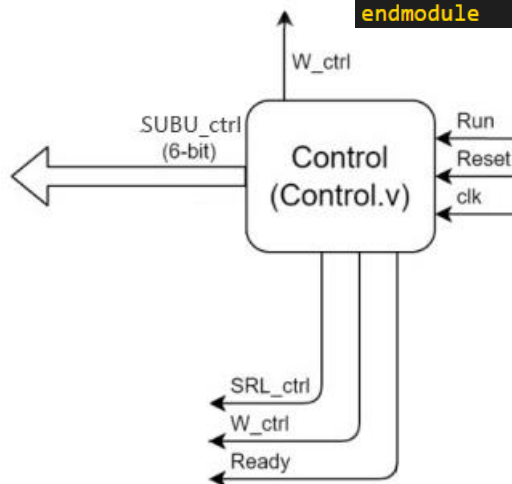 endmodule
W_ctrl
SUBU_ctrl
(6-bit)
Control
(Control.v)
Run
Reset
clk
SRL_ctrl
W_ctrl
Ready